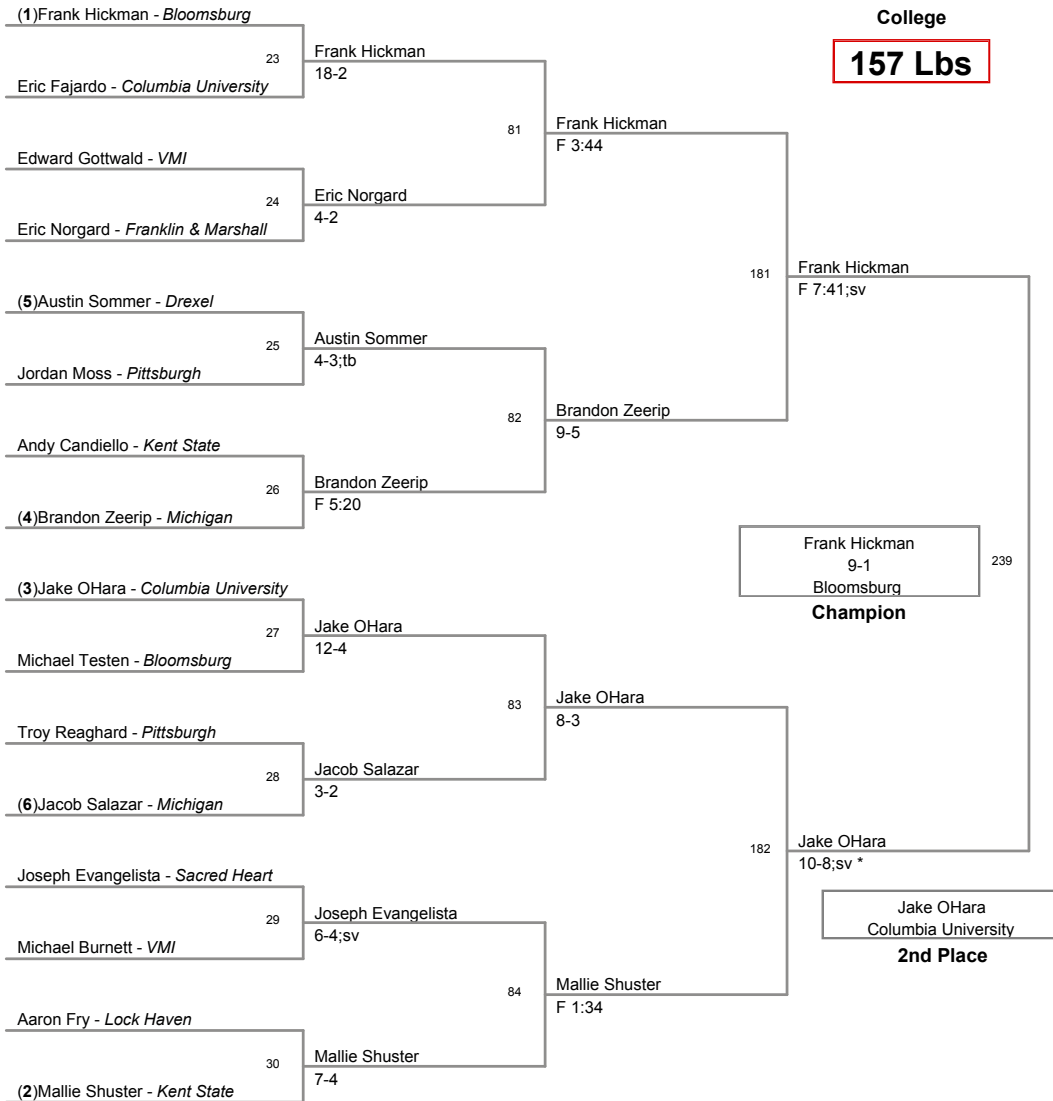 College
157 Lbs
(1)Frank Hickman - Bloomsburg
23
Eric Fajardo - Columbia University
Frank Hickman
18-2
Edward Gottwald - VMI
24
Eric Norgard - Franklin & Marshall
Eric Norgard
4-2
81
Frank Hickman
F 3:44
(5)Austin Sommer - Drexel
25
Jordan Moss - Pittsburgh
Austin Sommer
4-3;tb
Andy Candiello - Kent State
26
(4)Brandon Zeerip - Michigan
Brandon Zeerip
F 5:20
82
Brandon Zeerip
9-5
181
Frank Hickman
F 7:41;sv
(3)Jake OHara - Columbia University
27
Michael Testen - Bloomsburg
Jake OHara
12-4
Troy Reaghard - Pittsburgh
28
(6)Jacob Salazar - Michigan
Jacob Salazar
3-2
83
Jake OHara
8-3
Joseph Evangelista - Sacred Heart
29
Michael Burnett - VMI
Joseph Evangelista
6-4;sv
Aaron Fry - Lock Haven
30
(2)Mallie Shuster - Kent State
Mallie Shuster
7-4
84
Mallie Shuster
F 1:34
182
Jake OHara
10-8;sv *
239
Frank Hickman
9-1
Bloomsburg
Champion
Jake OHara
Columbia University
2nd Place